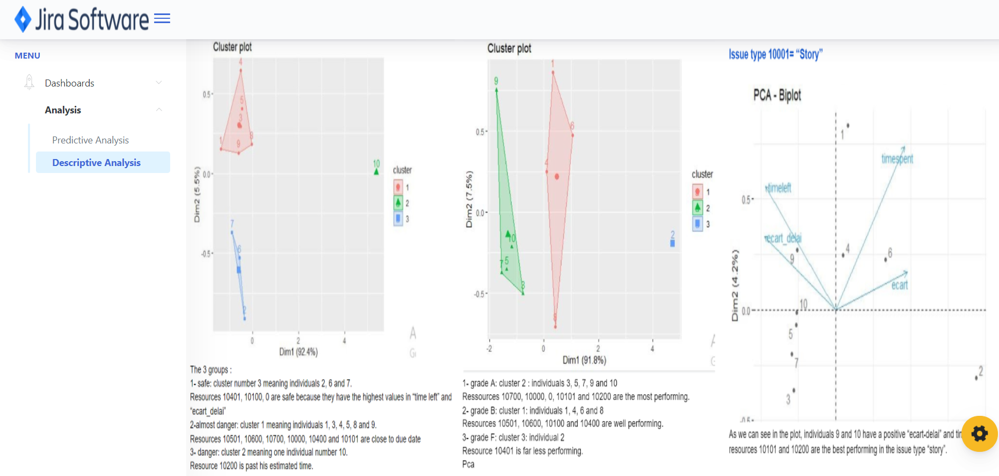 Jira Software
MENU
Dashboards
Analysis
Predictive Analysis
Descriptive Analysis
Cluster plot
4
5
3
8
1
9
10
7
6
2
0.5
0.0
-0.5
Dim2 (5.5%)
0
2
4
Dim1 (92.4%)
cluster
1
2
3
A
G
The 3 groups :
1- safe: cluster number 3 meaning individuals 2, 6 and 7.
Resources 10401, 10100, 0 are safe because they have the highest values in “time left” and
“ecart_delai”
2-almost danger: cluster 1 meaning individuals 1, 3, 4, 5, 8 and 9.
Resources 10501, 10600, 10700, 10000, 10400 and 10101 are close to due date
3- danger: cluster 2 meaning one individual number 10.
Resource 10200 is past his estimated time.
Cluster plot
1
9
6
4
10
2
7
5
3
8
0.5
0.0
-0.5
Dim2 (7.5%)
-2
0
2
4
Dim1 (91.8%)
cluster
1
2
3
A
G
1- grade A: cluster 2 : individuals 3, 5, 7, 9 and 10
Ressources 10700, 10000, 0, 10101 and 10200 are the most performing.
2- grade B: cluster 1: individuals 1, 4, 6 and 8
Resources 10501, 10600, 10100 and 10400 are well performing.
3- grade F: cluster 3: individual 2
Resource 10401 is far less performing.
Pca
Issue type 10001= “Story”
PCA - Biplot
1
timespent
timeleft
ecart_delai
4
6
9
ecart
10
5
7
2
3
0.5
0.0
-0.5
Dim2 (4.2%)
As we can see in the plot, individuals 9 and 10 have a positive “ecart-delai” and
resources 10101 and 10200 are the best performing in the issue type “story”.